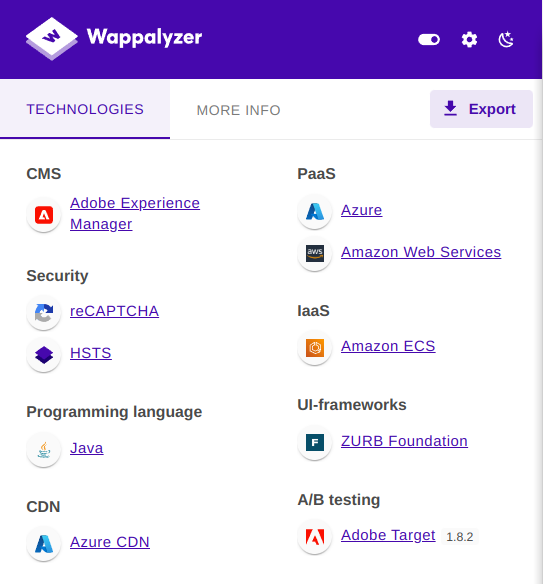 Wappalyzer
TECHNOLOGIES
MORE INFO
Export
CMS
Adobe Experience
Manager
Security
reCAPTCHA
HSTS
Programming language
Java
CDN
Azure CDN
PaaS
Azure
aws
Amazon Web Services
IaaS
Amazon ECS
UI-frameworks
F
ZURB Foundation
A/B testing
Adobe Target 1.8.2